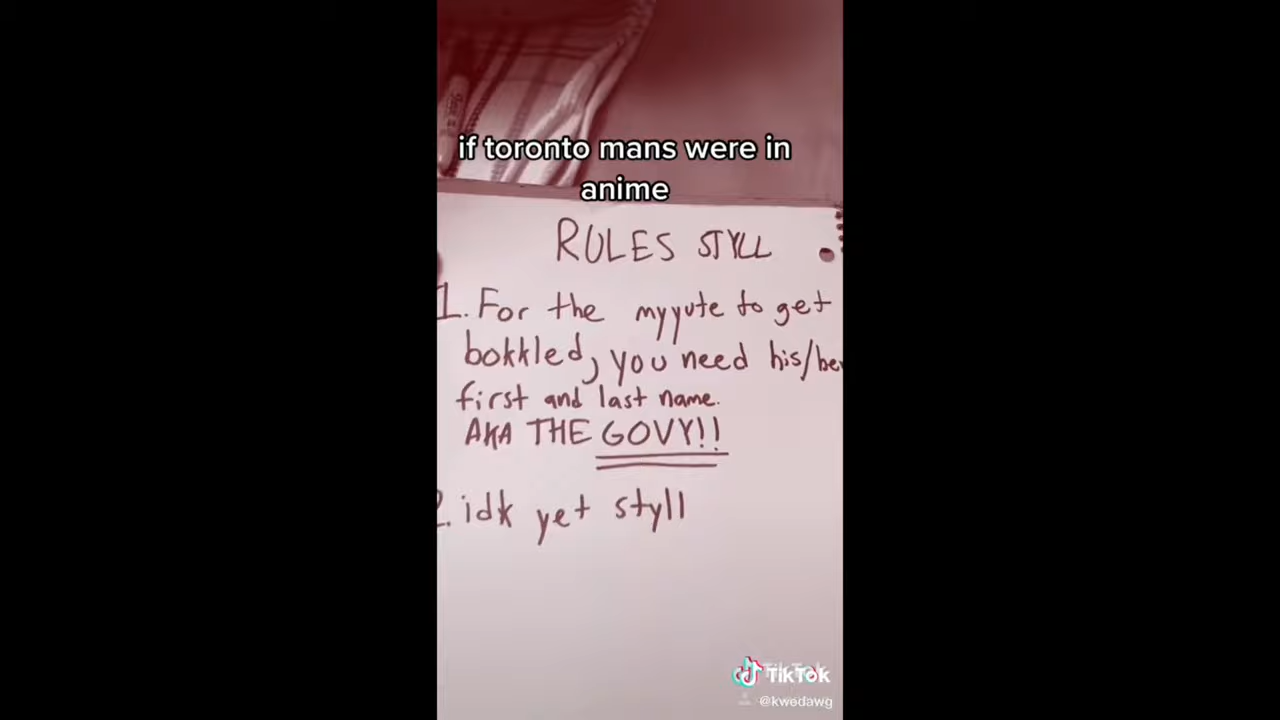 if toronto mans were in
anime
RULES STYLL
1. For the myyute to get
bokkled, you need his/her
first and last name.
AKA THE GOVY!!
2. idk yet styll
TikTok
@kwodawg